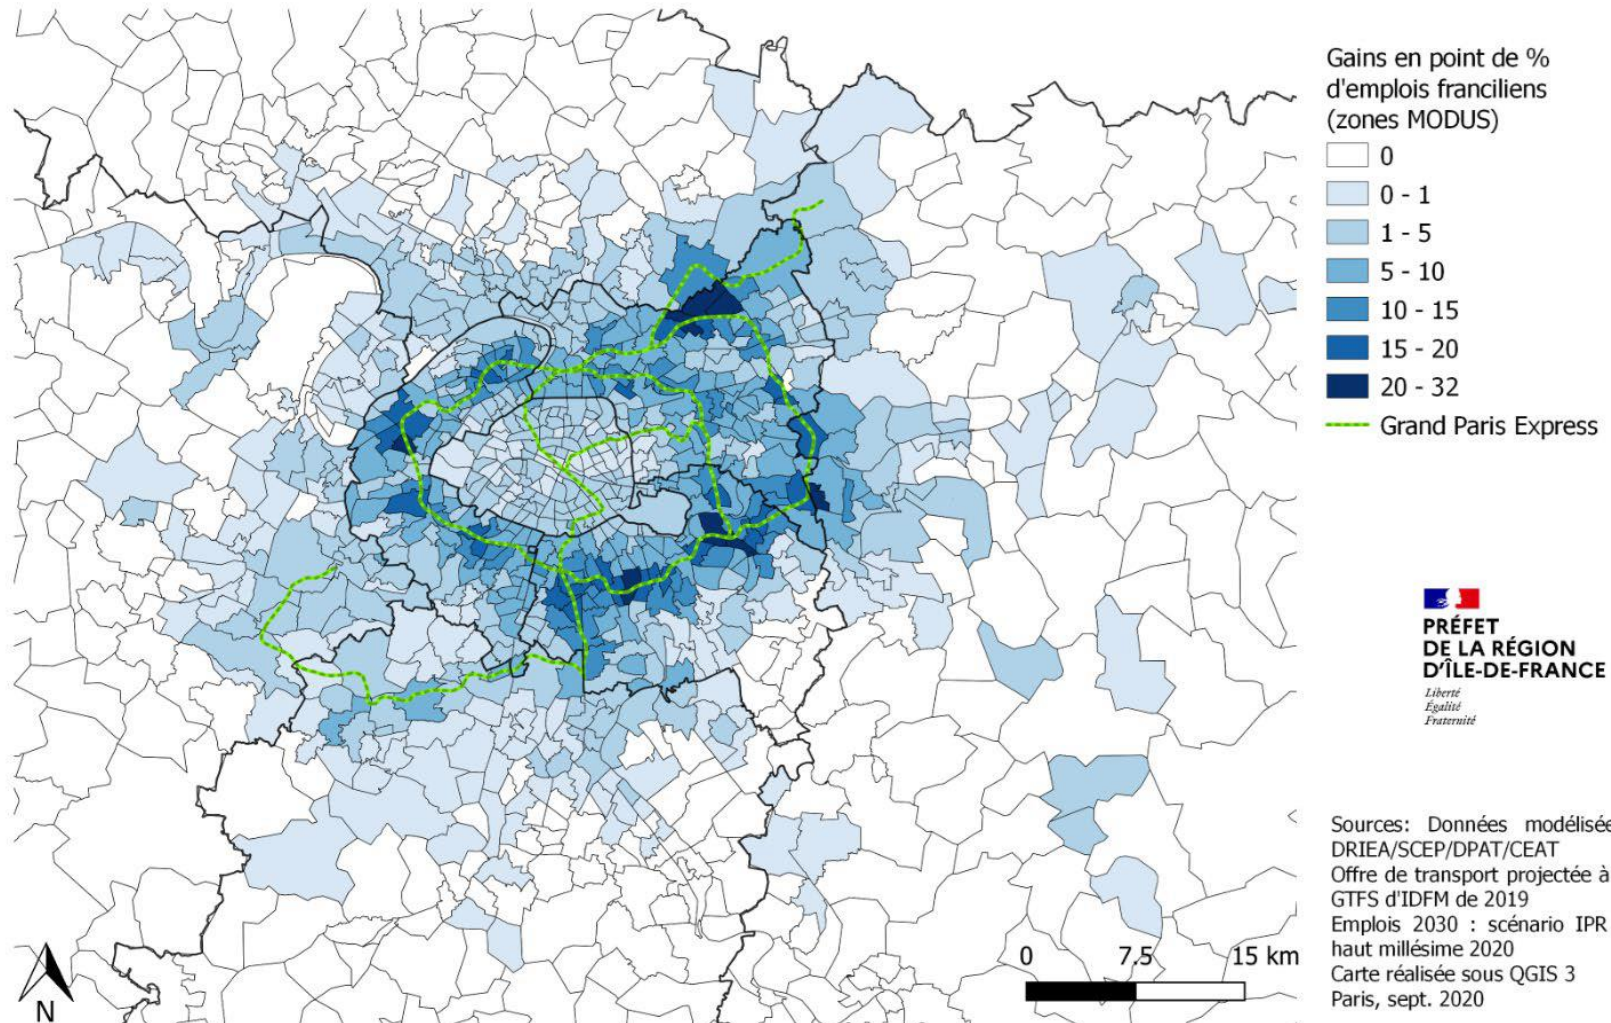 Gains en point de %
d'emplois franciliens
(zones MODUS)
0
0 - 1
1 - 5
5 - 10
10 - 15
15 - 20
20 - 32
Grand Paris Express
PRÉFET
DE LA RÉGION
D'ÎLE-DE-FRANCE
Liberté
Égalité
Fraternité
Sources: Données modélisée
DRIEA/SCEP/DPAT/CEAT
Offre de transport projetée à
GTFS d'IDFM de 2019
Emplois 2030 : scénario IPR
haut millésime 2020
Carte réalisée sous QGIS 3
Paris, sept. 2020
0 7.5 15 km
N